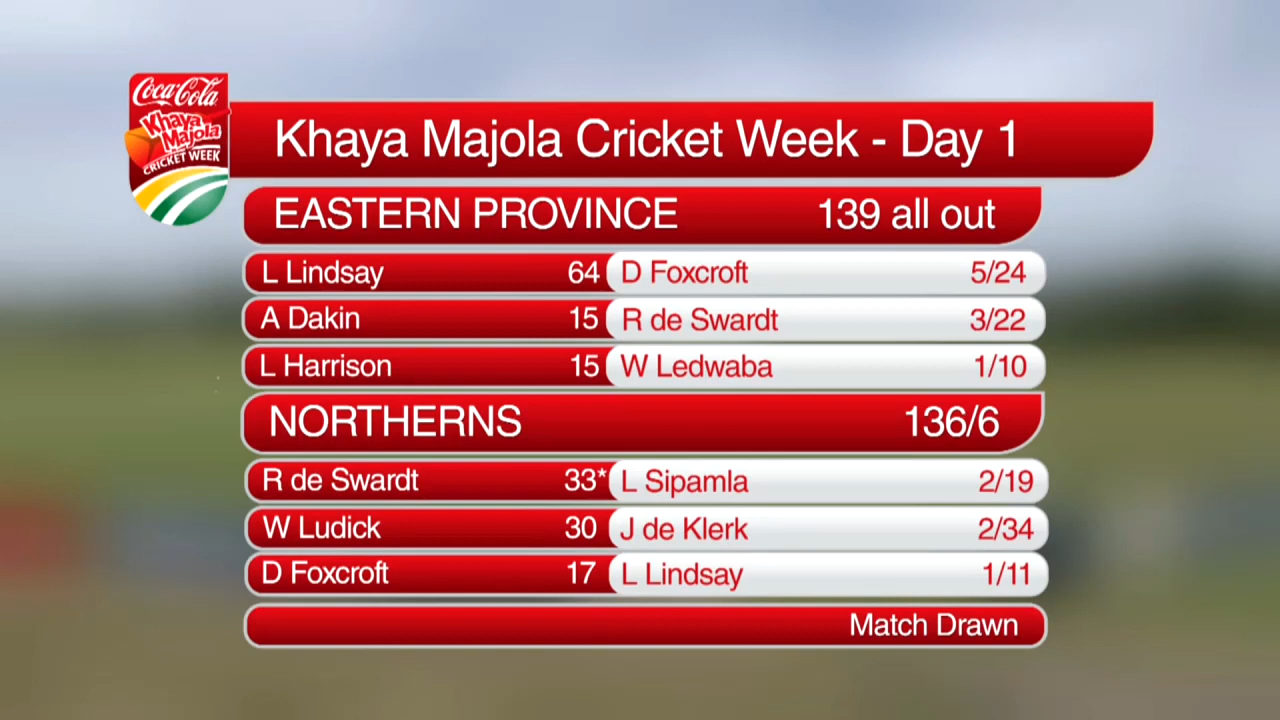 Coca-Cola
Khaya
Majola
CRICKET WEEK
Khaya Majola Cricket Week - Day 1
EASTERN PROVINCE 139 all out
L Lindsay 64 D Foxcroft 5/24
A Dakin 15 R de Swardt 3/22
L Harrison 15 W Ledwaba 1/10
NORTHERNS 136/6
R de Swardt 33* L Sipamla 2/19
W Ludick 30 J de Klerk 2/34
D Foxcroft 17 L Lindsay 1/11
Match Drawn